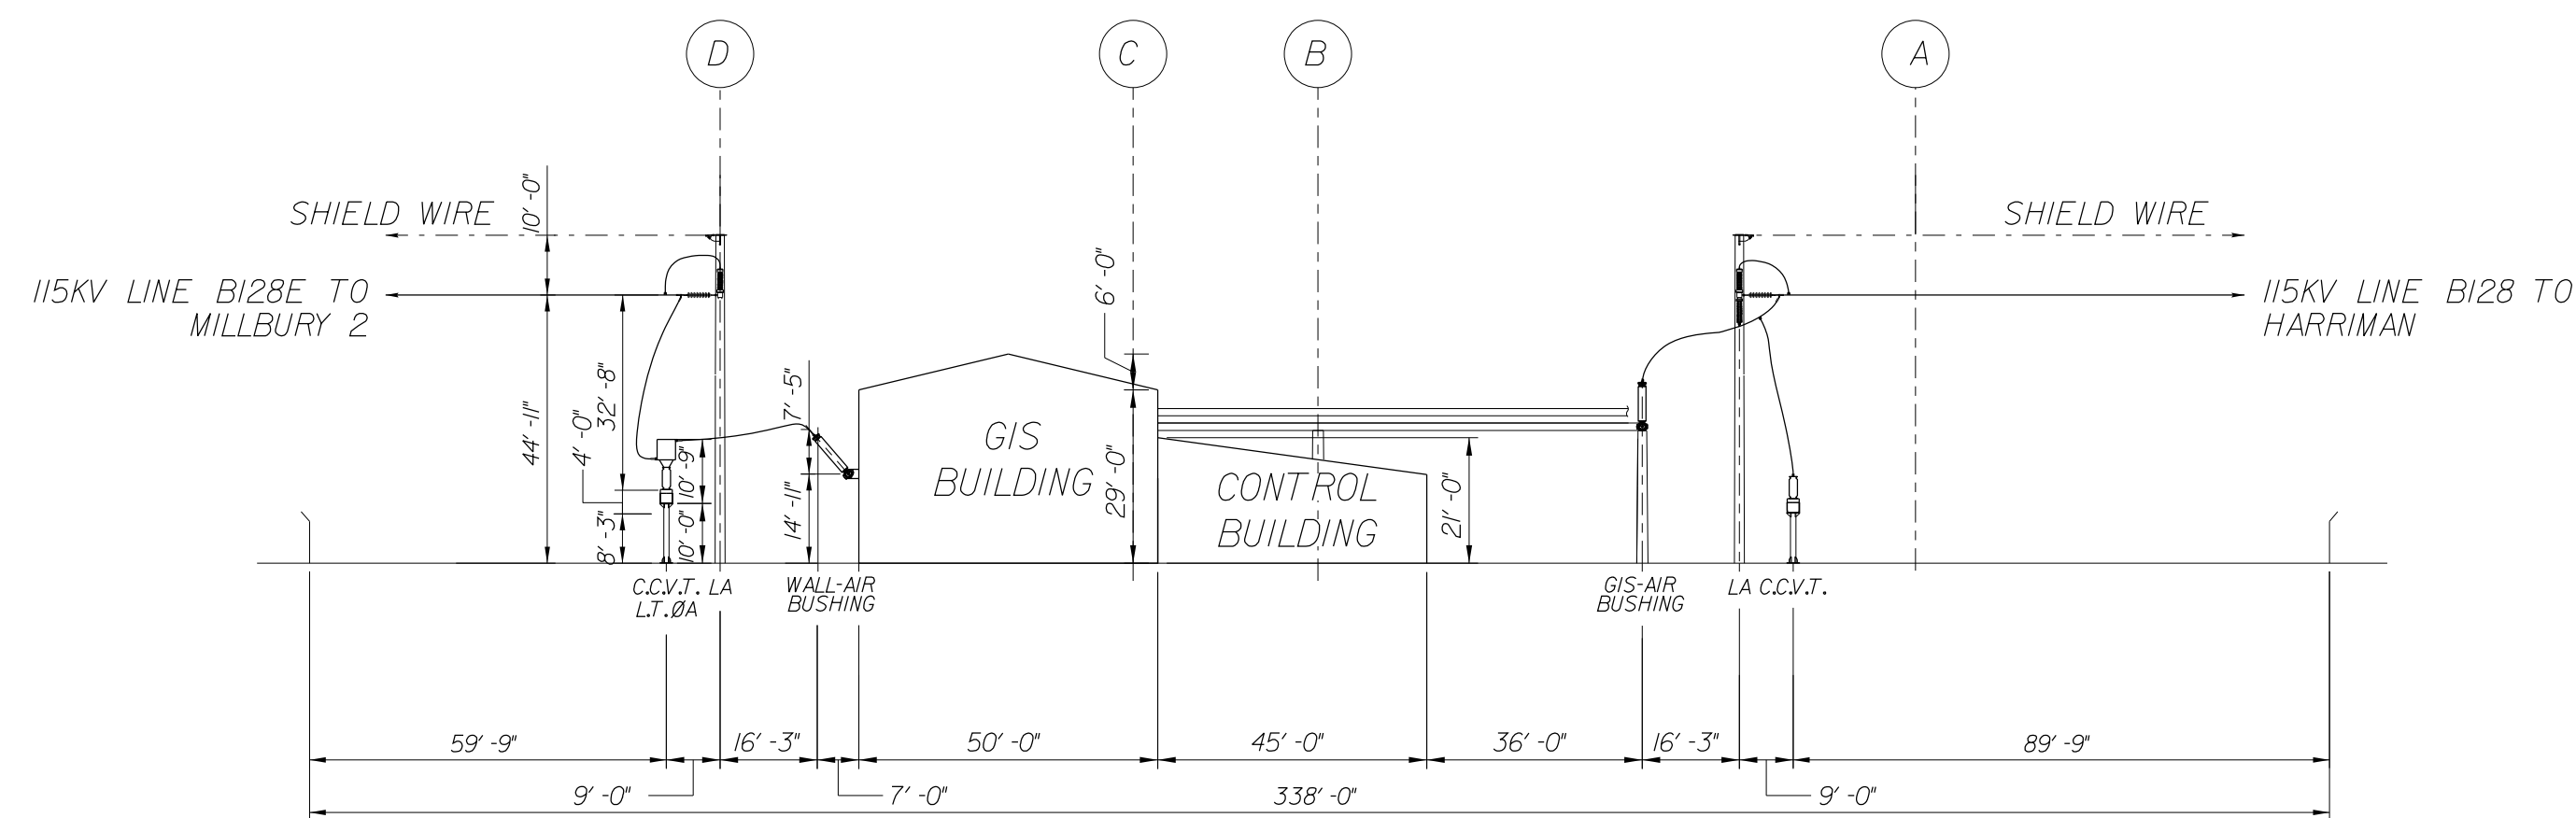 D
C
B
A
SHIELD WIRE
10'-0"
SHIELD WIRE
6'-0"
115KV LINE B128E TO
MILLBURY 2
115KV LINE B128 TO
HARRIMAN
44'-11"
4'-0"
32'-8"
8'-3"
10'-9"
10'-0"
7'-5"
14'-11"
GIS
BUILDING
29'-0"
CONTROL
BUILDING
21'-0"
C.C.V.T. LA
L.T.ØA
WALL-AIR
BUSHING
GIS-AIR
BUSHING
LA C.C.V.T.
59'-9"
16'-3"
50'-0"
45'-0"
36'-0"
16'-3"
89'-9"
9'-0"
7'-0"
338'-0"
9'-0"